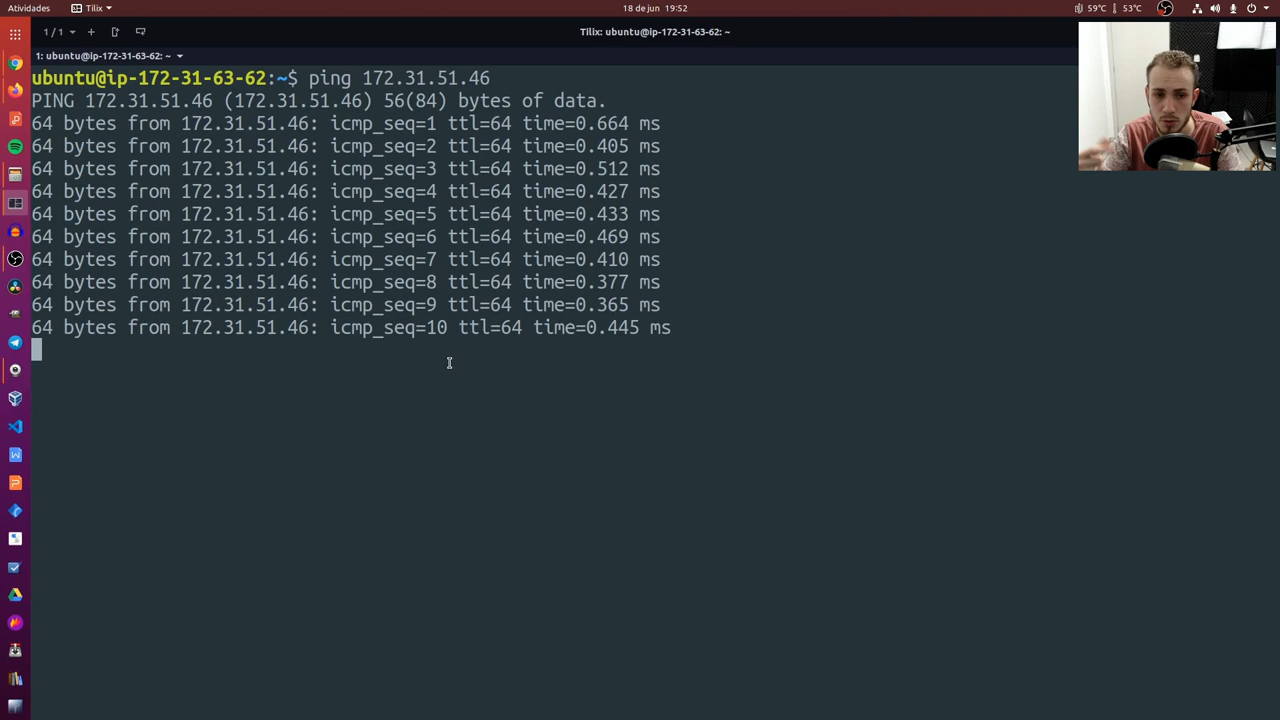 Atividades
Tilix
18 de jun 19:52
59°C
53°C
1 / 1
Tilix: ubuntu@ip-172-31-63-62: ~
1: ubuntu@ip-172-31-63-62: ~
ubuntu@ip-172-31-63-62:~$ ping 172.31.51.46
PING 172.31.51.46 (172.31.51.46) 56(84) bytes of data.
64 bytes from 172.31.51.46: icmp_seq=1 ttl=64 time=0.664 ms
64 bytes from 172.31.51.46: icmp_seq=2 ttl=64 time=0.405 ms
64 bytes from 172.31.51.46: icmp_seq=3 ttl=64 time=0.512 ms
64 bytes from 172.31.51.46: icmp_seq=4 ttl=64 time=0.427 ms
64 bytes from 172.31.51.46: icmp_seq=5 ttl=64 time=0.433 ms
64 bytes from 172.31.51.46: icmp_seq=6 ttl=64 time=0.469 ms
64 bytes from 172.31.51.46: icmp_seq=7 ttl=64 time=0.410 ms
64 bytes from 172.31.51.46: icmp_seq=8 ttl=64 time=0.377 ms
64 bytes from 172.31.51.46: icmp_seq=9 ttl=64 time=0.365 ms
64 bytes from 172.31.51.46: icmp_seq=10 ttl=64 time=0.445 ms